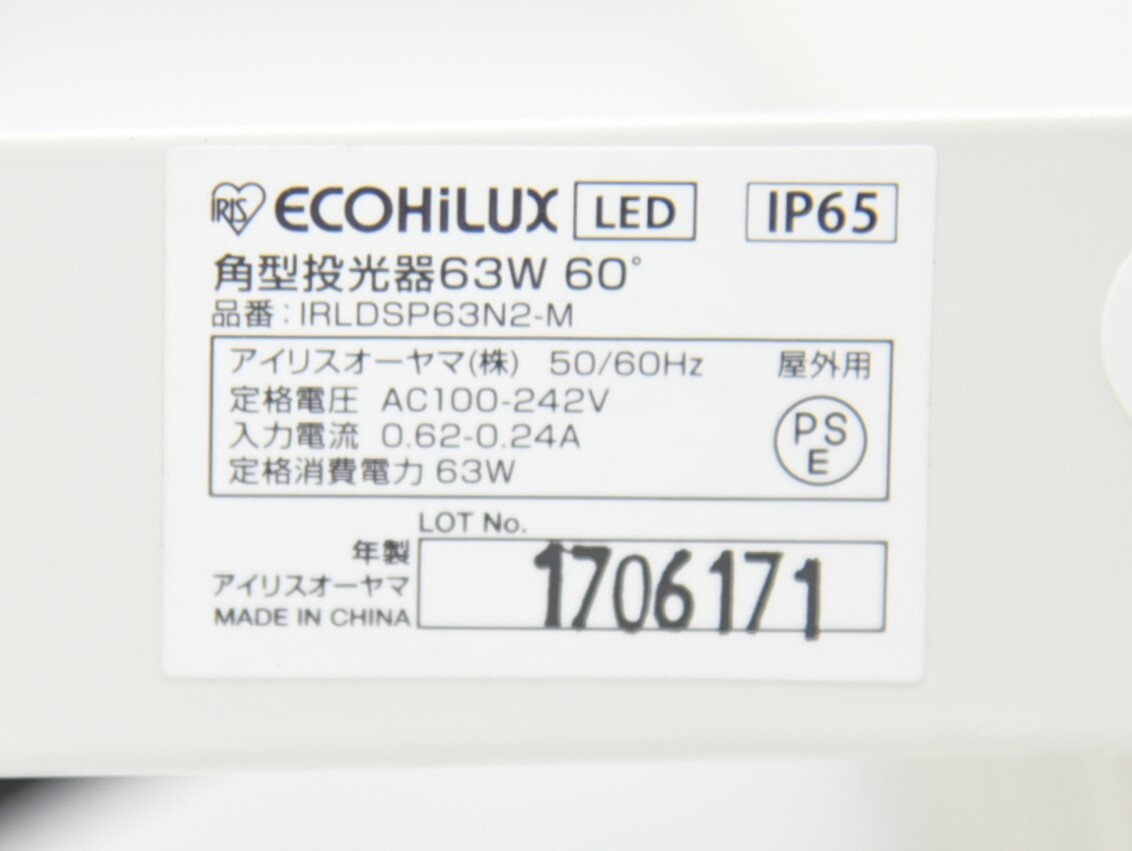 IRIS ECOHiLUX LED IP65
角型投光器63W 60°
品番:IRLDSP63N2-M
アイリスオーヤマ(株) 50/60Hz 屋外用
定格電圧 AC100-242V
入力電流 0.62-0.24A
定格消費電力 63W
PS
E
LOT No.
年製
アイリスオーヤマ
MADE IN CHINA
1706171